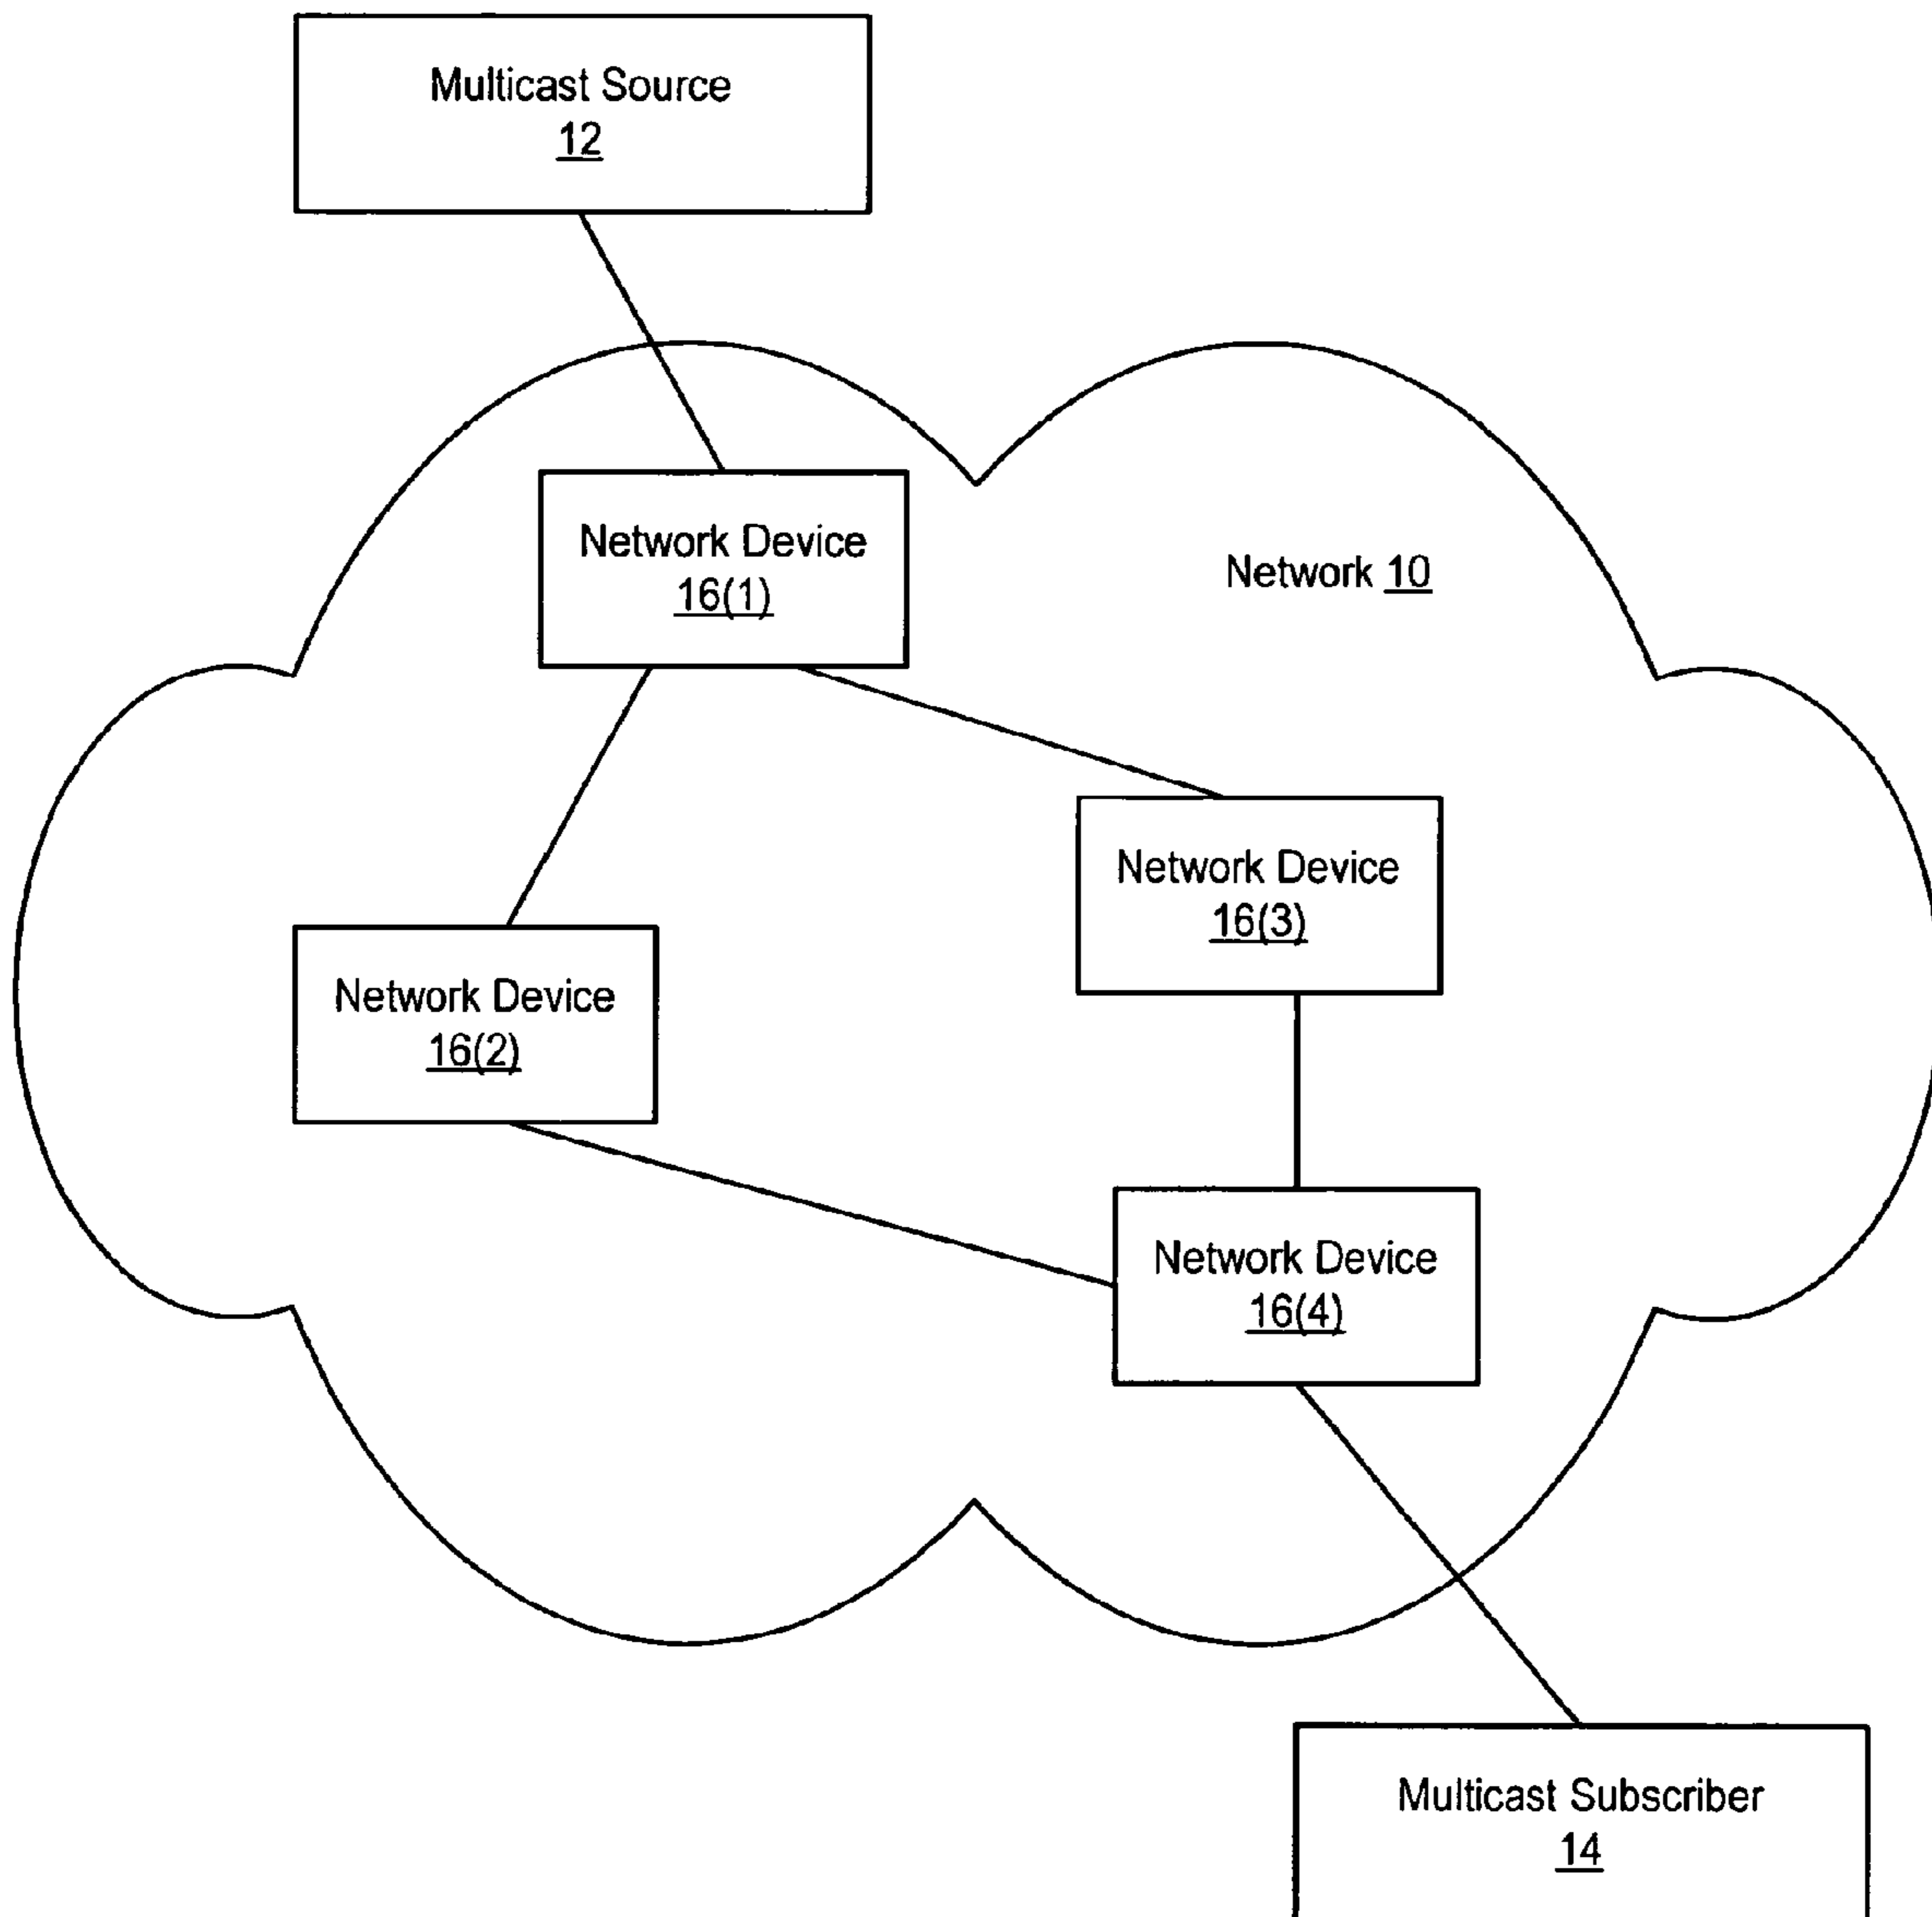 Multicast Source
12
Network Device
16(1)
Network 10
Network Device
16(3)
Network Device
16(2)
Network Device
16(4)
Multicast Subscriber
14